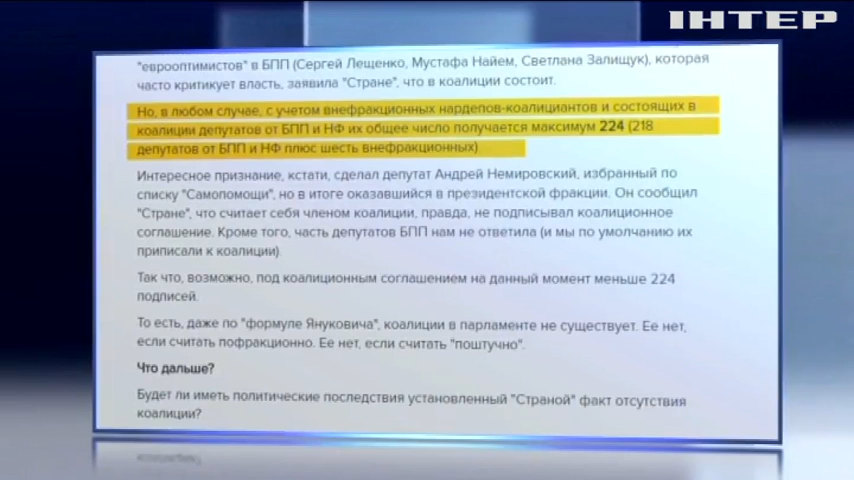 ІНТЕР
"еврооптимистов" в БПП (Сергей Лещенко, Мустафа Найем, Светлана Залищук), которая
часто критикует власть, заявила "Стране", что в коалиции состоит.
Но, в любом случае, с учетом внефракционных нардепов-коалициантов и состоящих в
коалиции депутатов от БПП и НФ их общее число получается максимум 224 (218
депутатов от БПП и НФ плюс шесть внефракционных)
Интересное признание, кстати, сделал депутат Андрей Немировский, избранный по
списку "Самопомощи", но в итоге оказавшийся в президентской фракции. Он сообщил
"Стране", что считает себя членом коалиции, правда, не подписывал коалиционное
соглашение. Кроме того, часть депутатов БПП нам не ответила (и мы по умолчанию их
приписали к коалиции).
Так что, возможно, под коалиционным соглашением на данный момент меньше 224
подписей.
То есть, даже по "формуле Януковича", коалиции в парламенте не существует. Ее нет,
если считать пофракционно. Ее нет, если считать "поштучно".
Что дальше?
Будет ли иметь политические последствия установленный "Страной" факт отсутствия
коалиции?